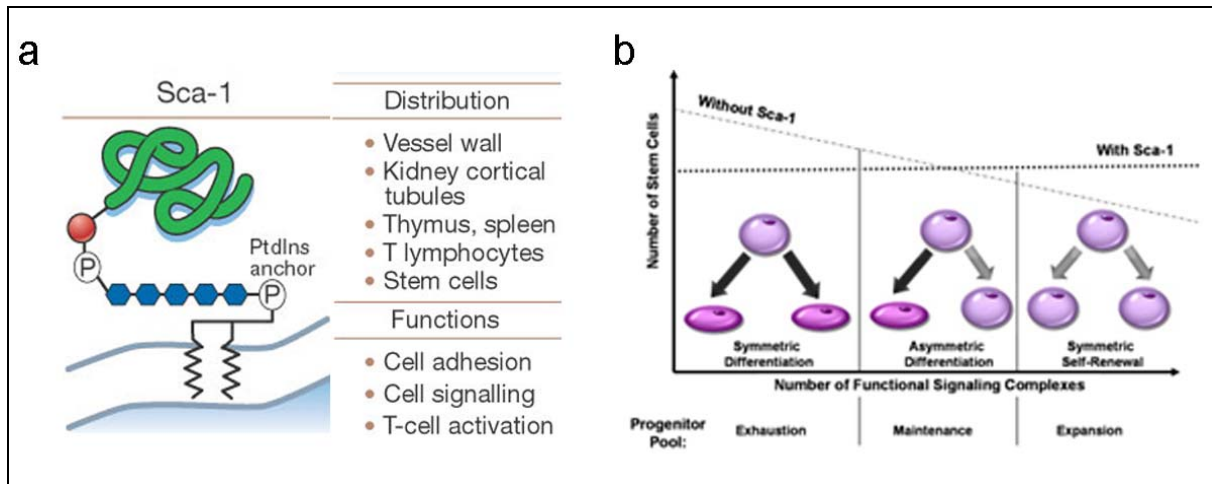 a
Sca-1
P
PtdIns
anchor
P
Distribution
• Vessel wall
• Kidney cortical
tubules
• Thymus, spleen
• T lymphocytes
• Stem cells
Functions
• Cell adhesion
• Cell signalling
• T-cell activation
b
Number of Stem Cells
Without Sca-1
With Sca-1
Symmetric
Differentiation
Asymmetric
Differentiation
Symmetric
Self-Renewal
Number of Functional Signaling Complexes
Progenitor
Pool:
Exhaustion
Maintenance
Expansion